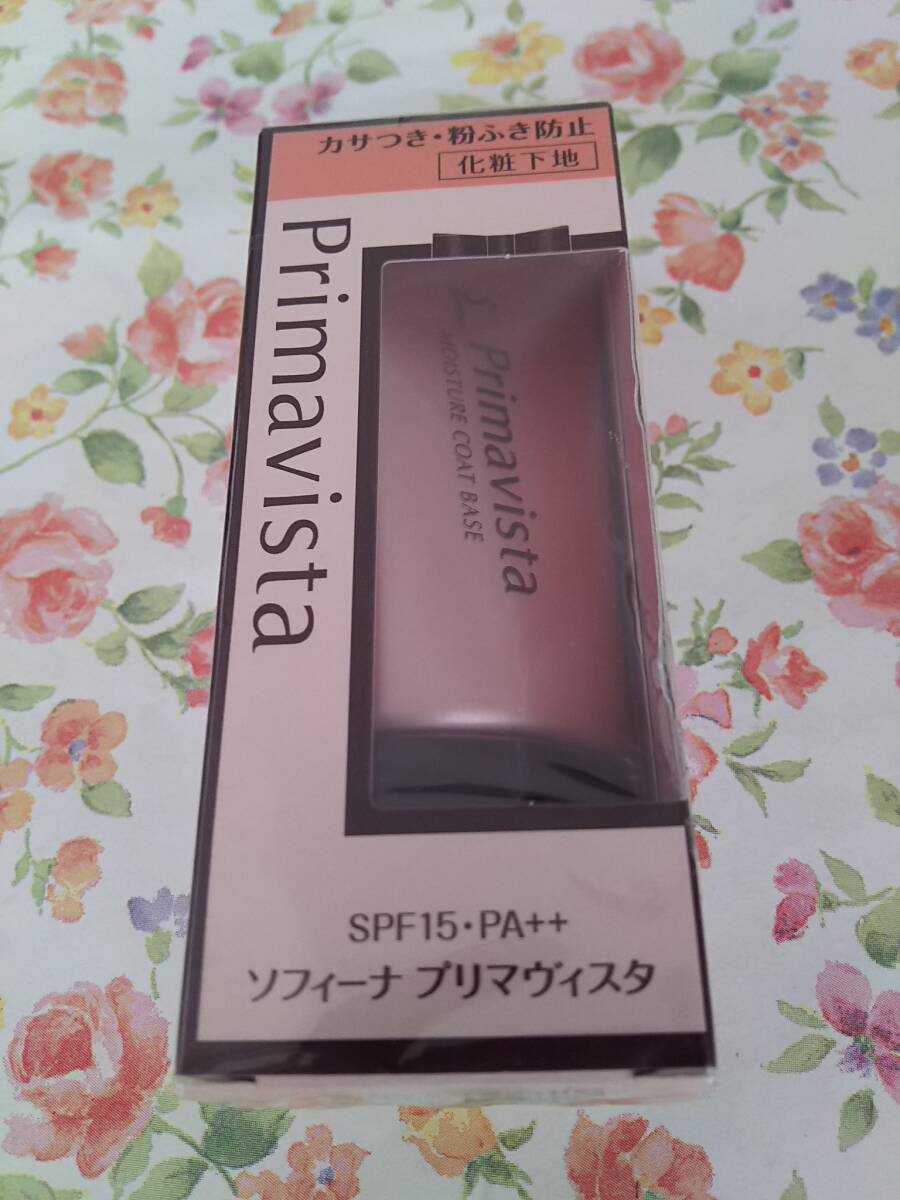 カサつき・粉ふき防止
化粧下地
Primavista
Primavista
MOISTURE COAT BASE
SPF15・PA++
ソフィーナ プリマヴィスタ